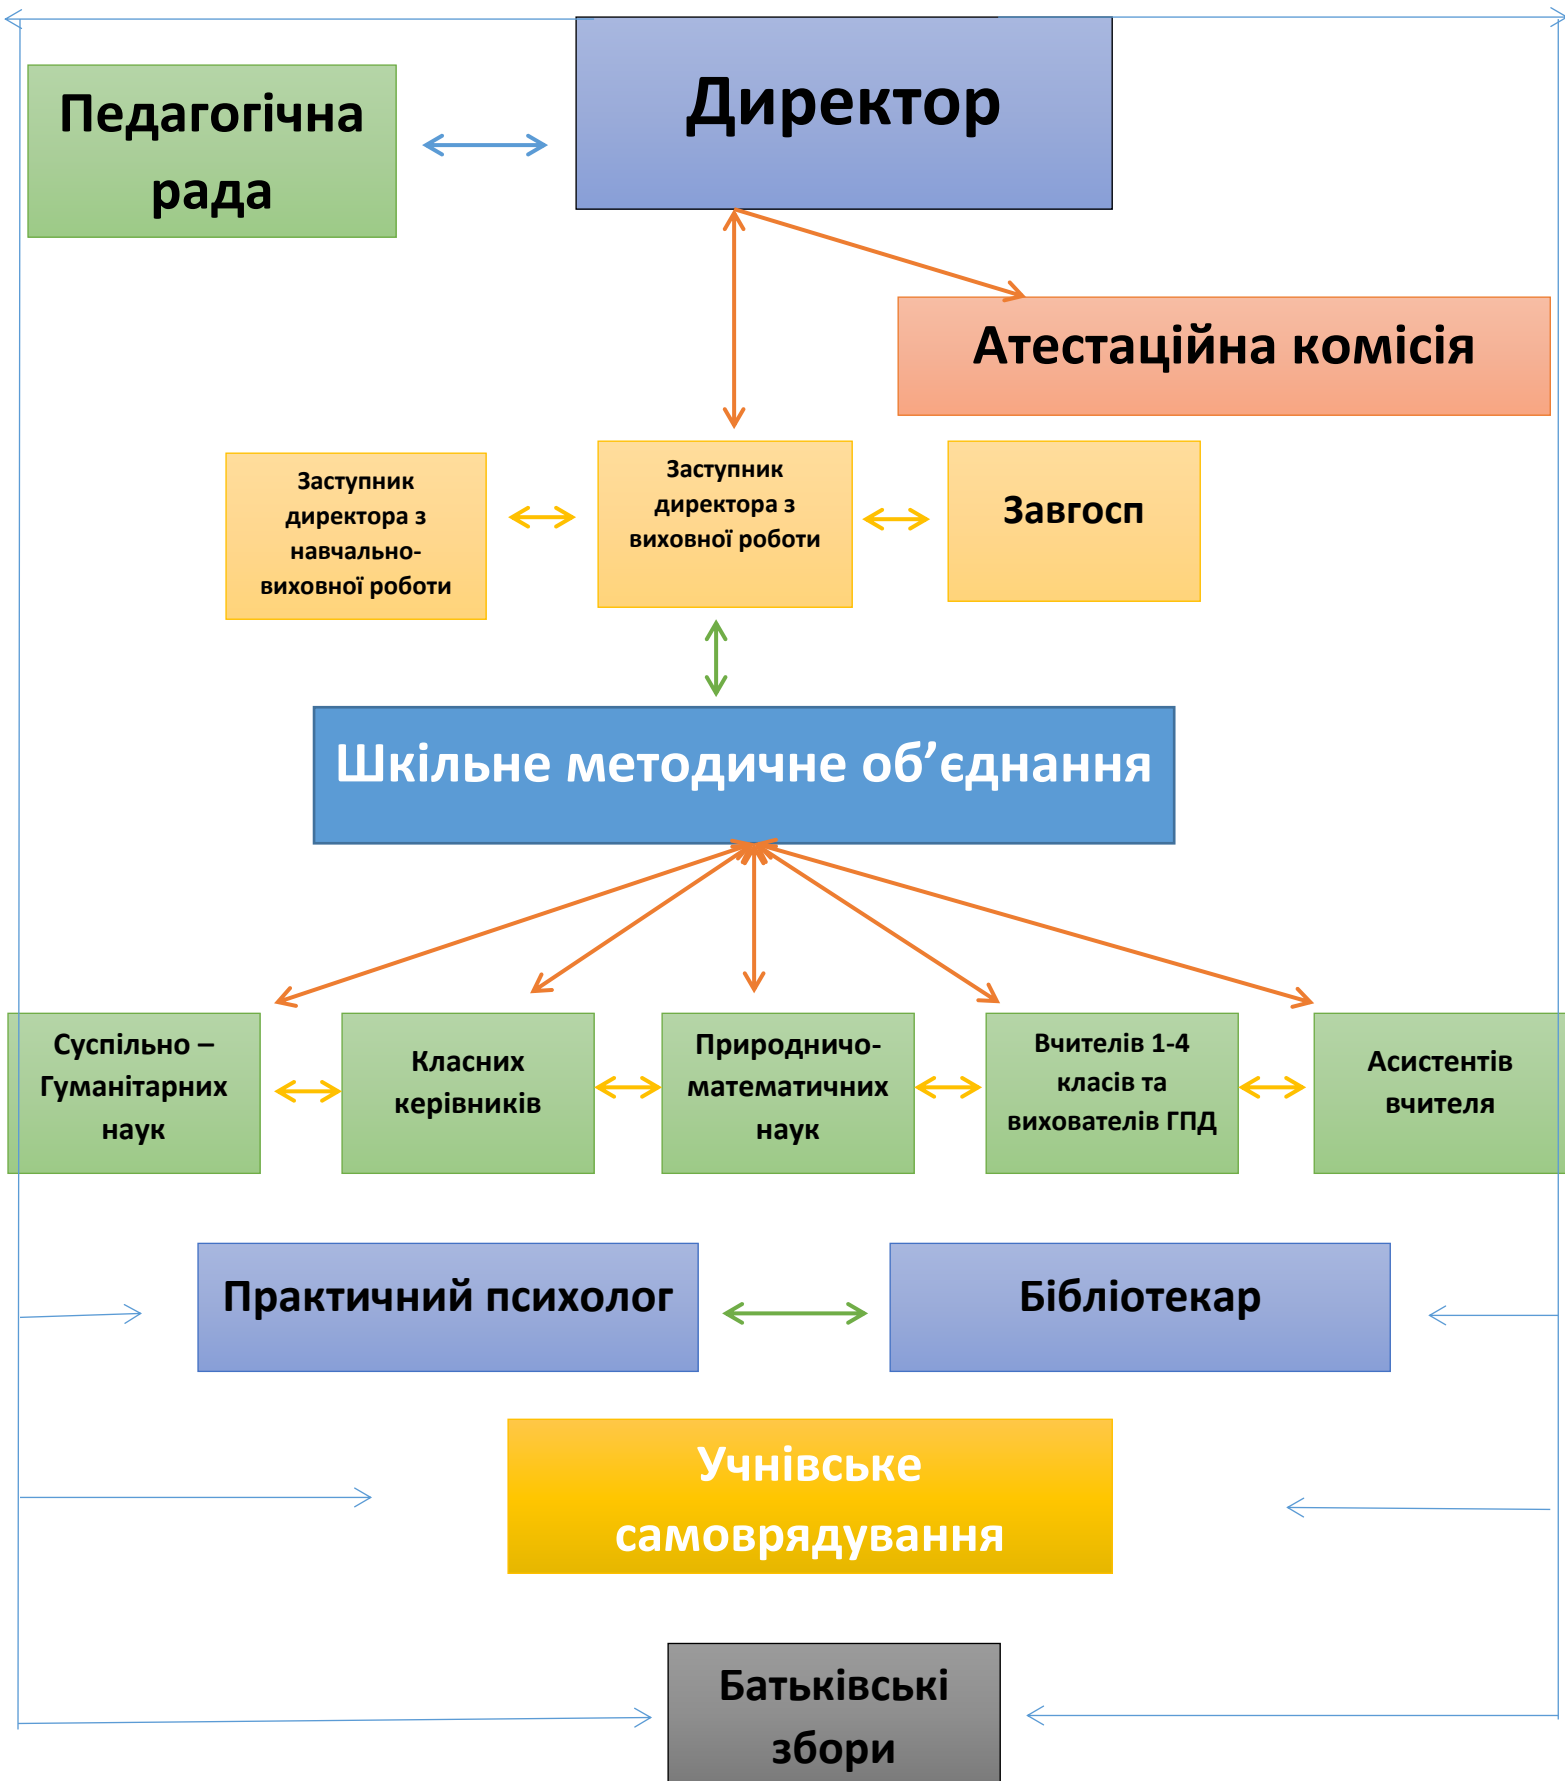 Директор
Педагогічна
рада
Атестаційна комісія
Заступник
директора з
навчально-
виховної роботи
Заступник
директора з
виховної роботи
Завгосп
Шкільне методичне об’єднання
Суспільно –
Гуманітарних
наук
Класних
керівників
Природничо-
математичних
наук
Вчителів 1-4
класів та
вихователів ГПД
Асистентів
вчителя
Практичний психолог
Бібліотекар
Учнівське
самоврядування
Батьківські
збори